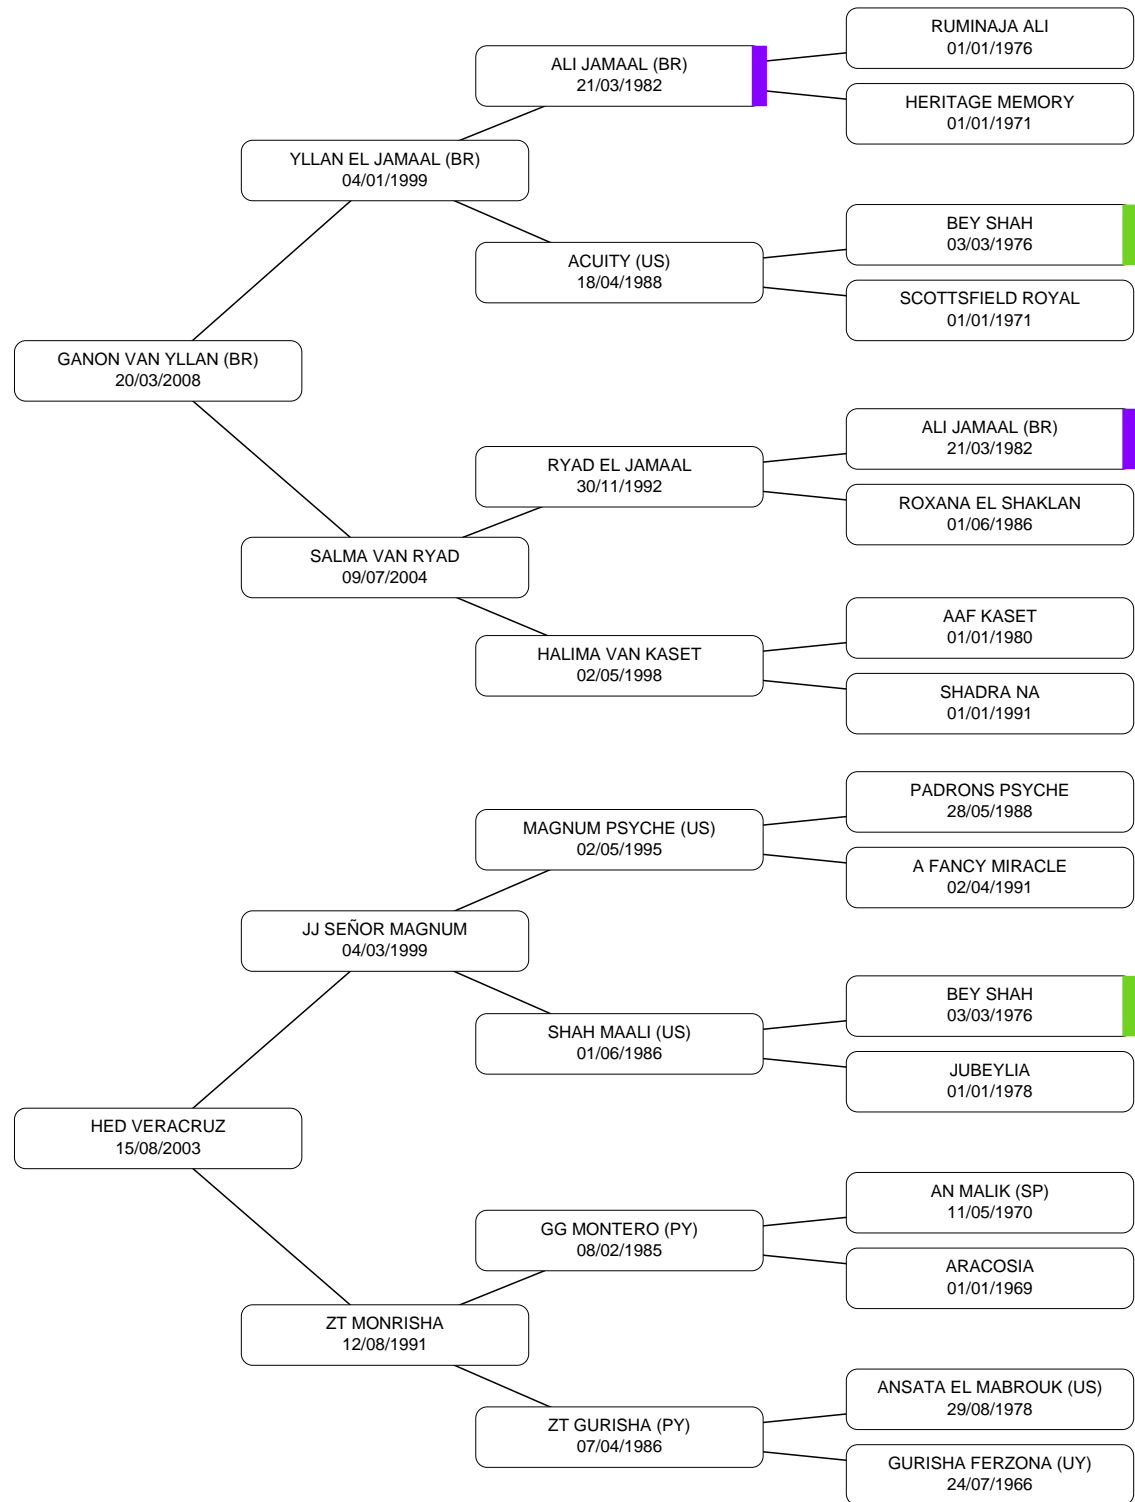 RUMINAJA ALI
01/01/1976
ALI JAMAAL (BR)
21/03/1982
HERITAGE MEMORY
01/01/1971
YLLAN EL JAMAAL (BR)
04/01/1999
BEY SHAH
03/03/1976
ACUITY (US)
18/04/1988
SCOTTSFIELD ROYAL
01/01/1971
GANON VAN YLLAN (BR)
20/03/2008
ALI JAMAAL (BR)
21/03/1982
RYAD EL JAMAAL
30/11/1992
ROXANA EL SHAKLAN
01/06/1986
SALMA VAN RYAD
09/07/2004
AAF KASET
01/01/1980
HALIMA VAN KASET
02/05/1998
SHADRA NA
01/01/1991
PADRONS PSYCHE
28/05/1988
MAGNUM PSYCHE (US)
02/05/1995
A FANCY MIRACLE
02/04/1991
JJ SEÑOR MAGNUM
04/03/1999
BEY SHAH
03/03/1976
SHAH MAALI (US)
01/06/1986
JUBEYLIA
01/01/1978
HED VERACRUZ
15/08/2003
AN MALIK (SP)
11/05/1970
GG MONTERO (PY)
08/02/1985
ARACOSIA
01/01/1969
ZT MONRISHA
12/08/1991
ANSATA EL MABROUK (US)
29/08/1978
ZT GURISHA (PY)
07/04/1986
GURISHA FERZONA (UY)
24/07/1966